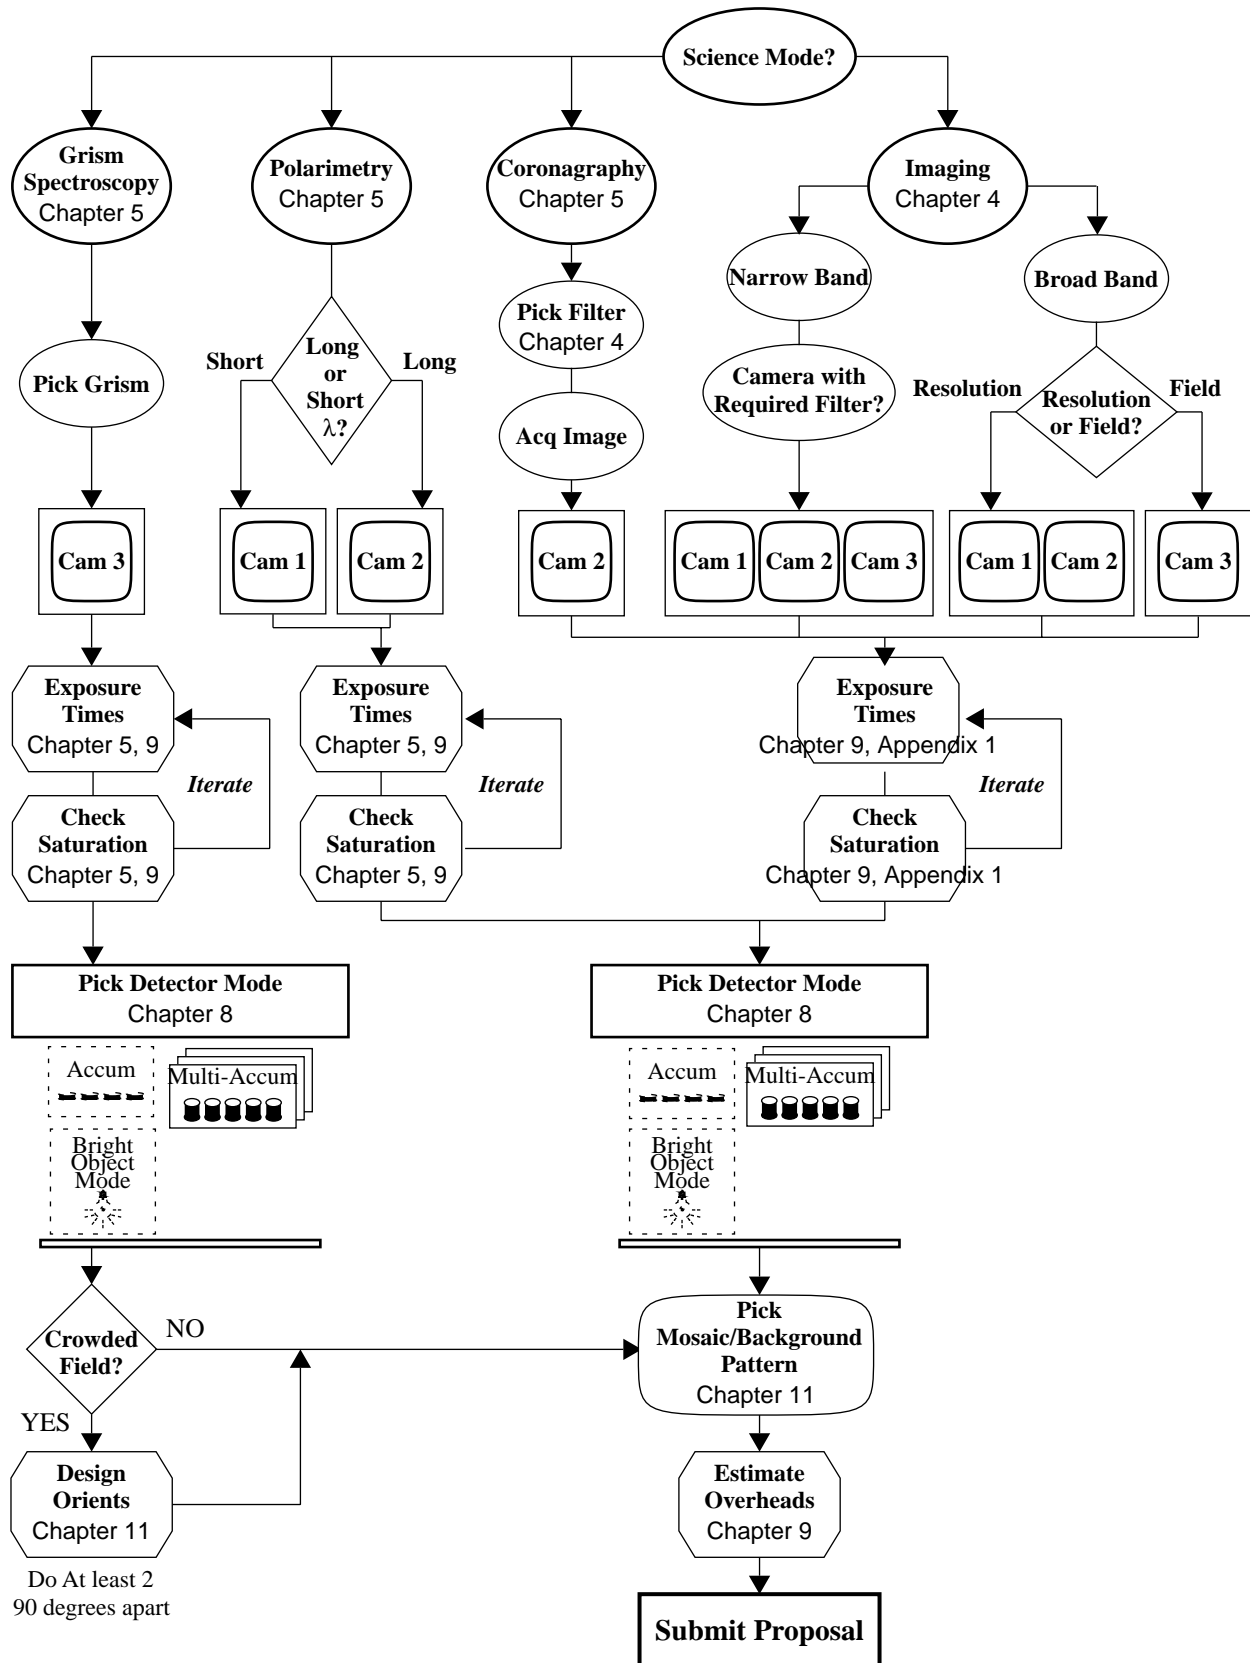 Science Mode?
Grism
Spectroscopy
Chapter 5
Polarimetry
Chapter 5
Coronagraphy
Chapter 5
Imaging
Chapter 4
Narrow Band
Broad Band
Pick Filter
Chapter 4
Short
Long
or
Short
λ?
Long
Pick Grism
Camera with
Required Filter?
Resolution
Resolution
or Field?
Field
Acq Image
Cam 3
Cam 1
Cam 2
Cam 2
Cam 1
Cam 2
Cam 3
Cam 1
Cam 2
Cam 3
Exposure
Times
Chapter 5, 9
Iterate
Check
Saturation
Chapter 5, 9
Exposure
Times
Chapter 5, 9
Iterate
Check
Saturation
Chapter 5, 9
Exposure
Times
Chapter 9, Appendix 1
Iterate
Check
Saturation
Chapter 9, Appendix 1
Pick Detector Mode
Chapter 8
Accum
Multi-Accum
Bright
Object
Mode
Pick Detector Mode
Chapter 8
Accum
Multi-Accum
Bright
Object
Mode
Crowded
Field?
NO
YES
Design
Orients
Chapter 11
Do At least 2
90 degrees apart
Pick
Mosaic/Background
Pattern
Chapter 11
Estimate
Overheads
Chapter 9
Submit Proposal